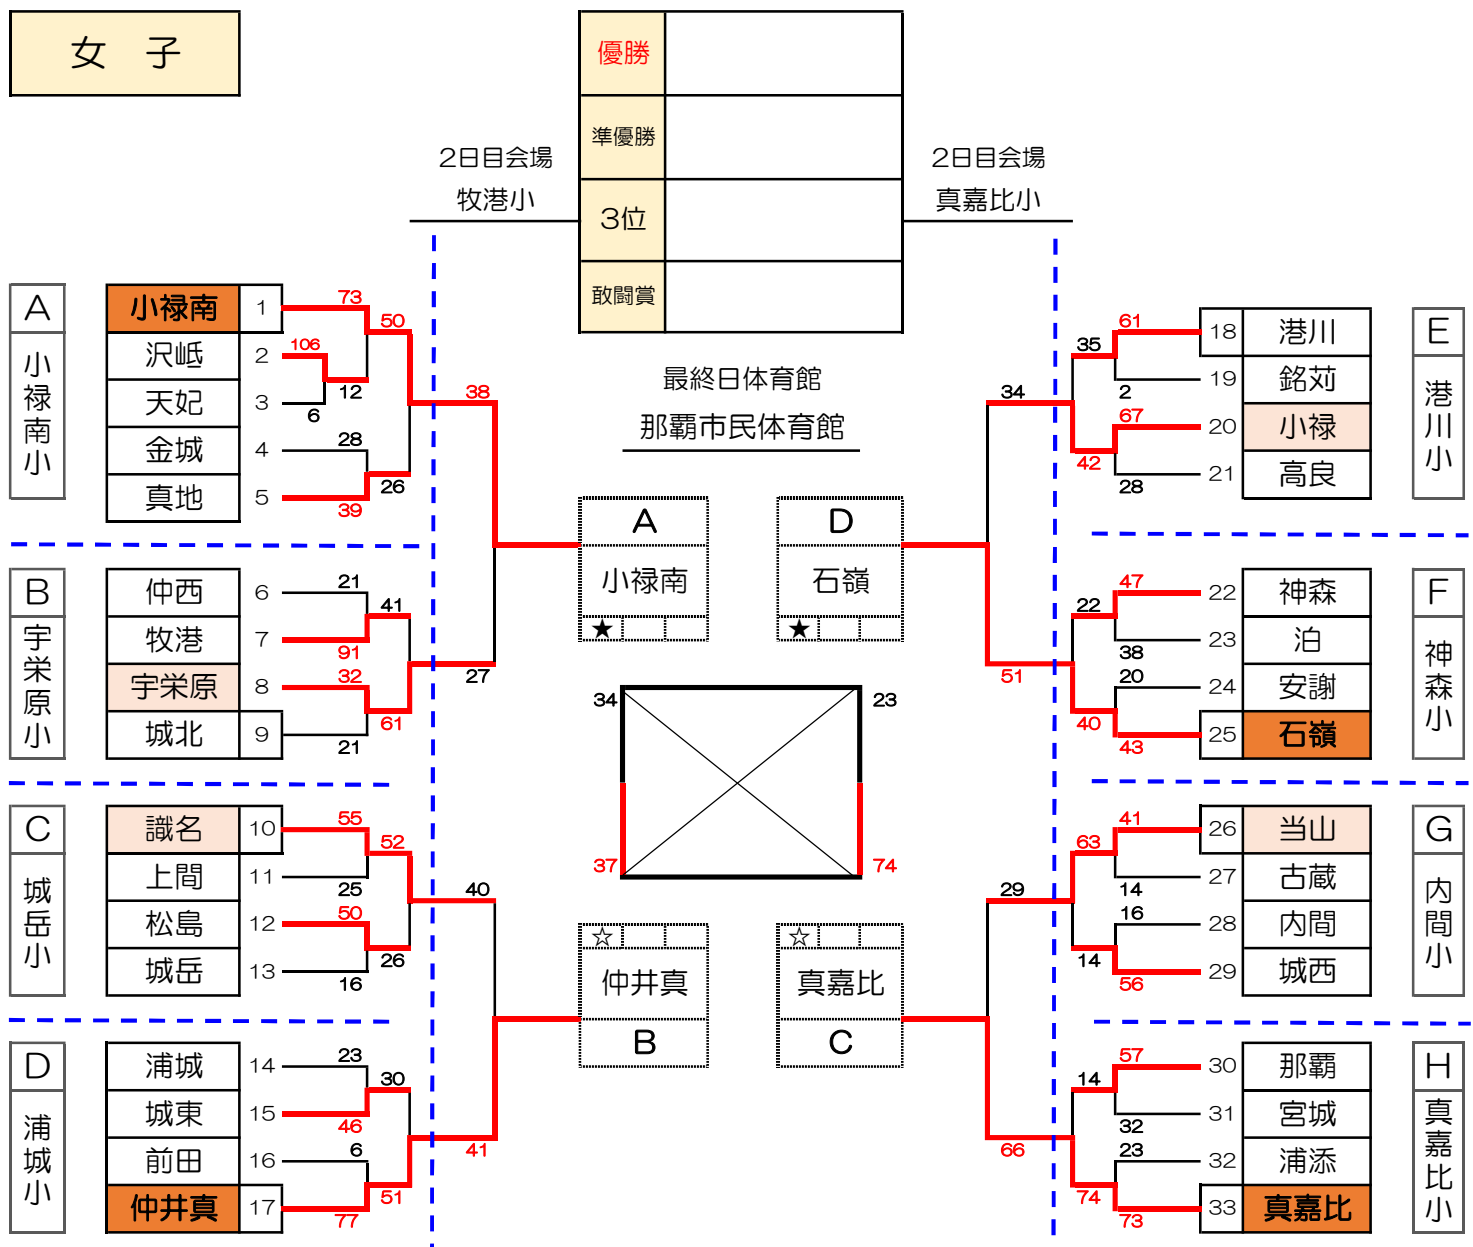 女 子
優勝
準優勝
3位
敢闘賞
2日目会場
牧港小
2日目会場
真嘉比小
最終日体育館
那覇市民体育館
A
小禄南小
小禄南 1
沢岻 2
天妃 3
金城 4
真地 5
73
50
106
12
6
28
26
39
38
B
宇栄原小
仲西 6
牧港 7
宇栄原 8
城北 9
21
41
91
32
61
21
27
C
城岳小
識名 10
上間 11
松島 12
城岳 13
55
52
25
50
26
16
40
D
浦城小
浦城 14
城東 15
前田 16
仲井真 17
23
30
46
6
51
77
41
A
小禄南
★
D
石嶺
★
34
23
37
74
☆
仲井真
B
☆
真嘉比
C
E
港川小
18 港川
19 銘苅
20 小禄
21 高良
61
35
2
67
42
28
34
F
神森小
22 神森
23 泊
24 安謝
25 石嶺
47
22
38
20
40
43
51
G
内間小
26 当山
27 古蔵
28 内間
29 城西
41
63
14
16
14
56
29
H
真嘉比小
30 那覇
31 宮城
32 浦添
33 真嘉比
57
14
32
23
74
73
66